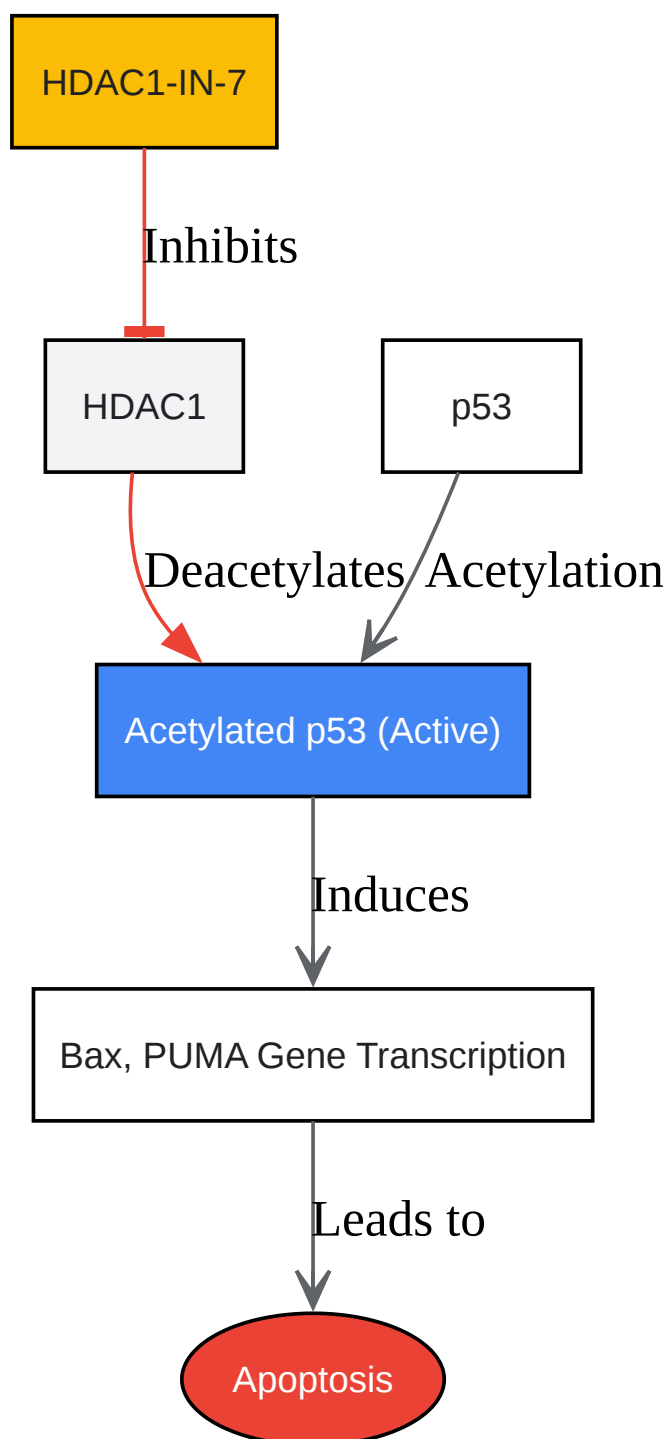 HDAC1-IN-7
Inhibits
HDAC1
p53
Deacetylates
Acetylation
Acetylated p53 (Active)
Induces
Bax, PUMA Gene Transcription
Leads to
Apoptosis